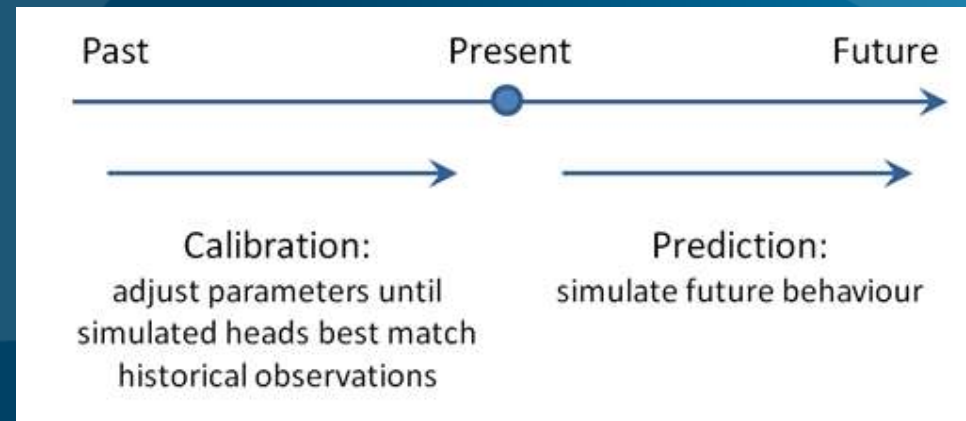 Past Present Future
Calibration:
adjust parameters until
simulated heads best match
historical observations
Prediction:
simulate future behaviour